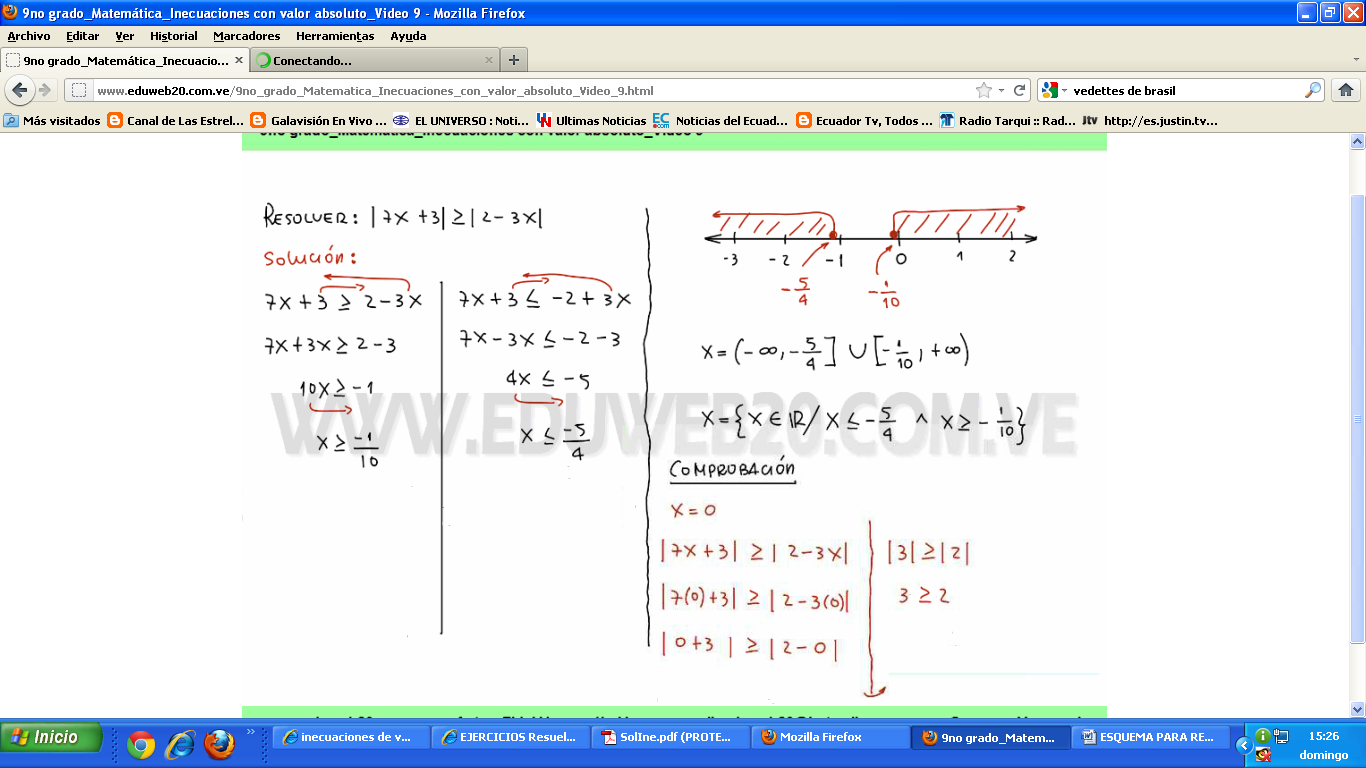 9no grado_Matemática_Inecuaciones con valor absoluto_Video 9 - Mozilla Firefox
Archivo Editar Ver Historial Marcadores Herramientas Ayuda
9no grado_Matemática_Inecuacio... Conectando...
www.eduweb20.com.ve/9no_grado_Matematica_Inecuaciones_con_valor_absoluto_Video_9.html vedettes de brasil
Más visitados Canal de Las Estrel... Galavisión En Vivo ... EL UNIVERSO : Noti... Ultimas Noticias Noticias del Ecuad... Ecuador Tv, Todos ... Radio Tarqui :: Rad... Jtv http://es.justin.tv...
9no grado_Matemática_Inecuaciones con valor absoluto_Video 9
RESOLVER: |7x+3| ≥ |2-3x|
Solución:
7x+3 ≥ 2-3x
7x+3x ≥ 2-3
10x ≥ -1
x ≥ -1/10
7x+3 ≤ -2+3x
7x-3x ≤ -2-3
4x ≤ -5
x ≤ -5/4
-3 -2 -1 0 1 2
-5/4 -1/10
x = (-∞, -5/4] ∪ [-1/10, +∞)
x = {x ∈ ℝ / x ≤ -5/4 ∧ x ≥ -1/10}
WWW.EDUWEB20.COM.VE
COMPROBACIÓN
x = 0
|7x+3| ≥ |2-3x|
|7(0)+3| ≥ |2-3(0)|
|0+3| ≥ |2-0|
|3| ≥ |2|
3 ≥ 2
Inicio inecuaciones de v... EJERCICIOS Resuel... SolIne.pdf (PROTE... Mozilla Firefox 9no grado_Matem... ESQUEMA PARA RE... 15:26
domingo